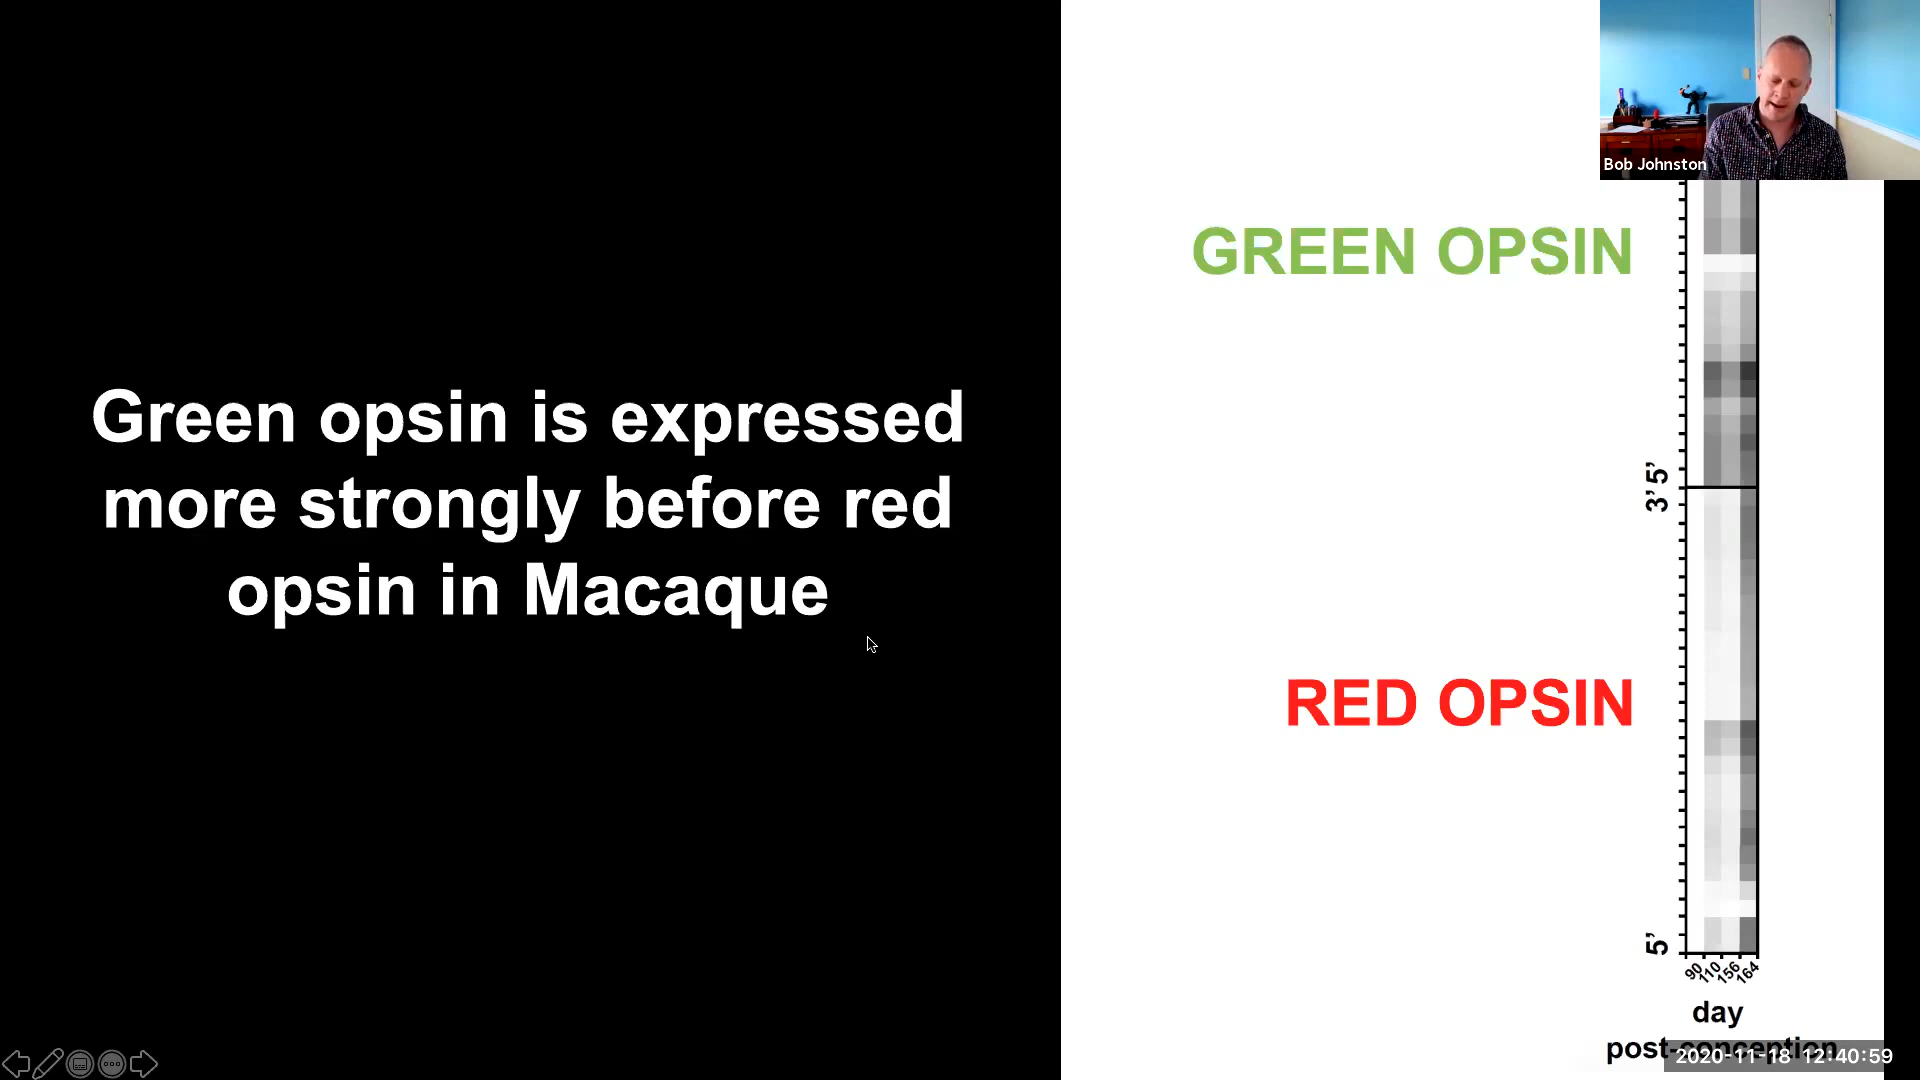 Bob Johnston
Green opsin is expressed
more strongly before red
opsin in Macaque
GREEN OPSIN
5’
3’
RED OPSIN
5’
90
110
156
164
day
post-conception
2020-11-18 12:40:59